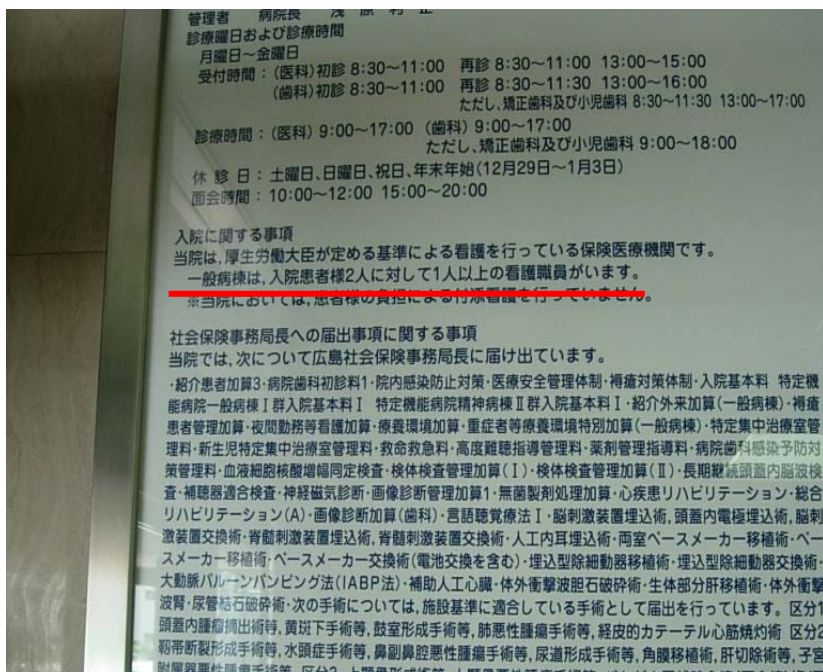 管理者 病院長 浅 原 利 正
診療曜日および診療時間
月曜日～金曜日
受付時間：(医科)初診 8:30～11:00 再診 8:30～11:00 13:00～15:00
(歯科)初診 8:30～11:00 再診 8:30～11:30 13:00～16:00
ただし、矯正歯科及び小児歯科 8:30～11:30 13:00～17:00
診療時間：(医科) 9:00～17:00 (歯科) 9:00～17:00
ただし、矯正歯科及び小児歯科 9:00～18:00
休 診 日：土曜日、日曜日、祝日、年末年始(12月29日～1月3日)
面会時間：10:00～12:00 15:00～20:00
入院に関する事項
当院は，厚生労働大臣が定める基準による看護を行っている保険医療機関です。
一般病棟は，入院患者様2人に対して1人以上の看護職員がいます。
※当院においては，患者様の負担による付添看護を行っていません。
社会保険事務局長への届出事項に関する事項
当院では，次について広島社会保険事務局長に届け出ています。
・紹介患者加算3・病院歯科初診料1・院内感染防止対策・医療安全管理体制・褥瘡対策体制・入院基本料 特定機
能病院一般病棟Ⅰ群入院基本料Ⅰ 特定機能病院精神病棟Ⅱ群入院基本料Ⅰ・紹介外来加算(一般病棟)・褥瘡
患者管理加算・夜間勤務等看護加算・療養環境加算・重症者等療養環境特別加算(一般病棟)・特定集中治療室管
理料・新生児特定集中治療室管理料・救命救急料・高度難聴指導管理料・薬剤管理指導料・病院歯科感染予防対
策管理料・血液細胞核酸増幅同定検査・検体検査管理加算(Ⅰ)・検体検査管理加算(Ⅱ)・長期継続頭蓋内脳波検
査・補聴器適合検査・神経磁気診断・画像診断管理加算1・無菌製剤処理加算・心疾患リハビリテーション・総合
リハビリテーション(A)・画像診断加算(歯科)・言語聴覚療法Ⅰ・脳刺激装置埋込術，頭蓋内電極埋込術，脳刺
激装置交換術・脊髄刺激装置埋込術，脊髄刺激装置交換術・人工内耳埋込術・両室ペースメーカー移植術・ペー
スメーカー移植術・ペースメーカー交換術(電池交換を含む)・埋込型除細動器移植術・埋込型除細動器交換術・
大動脈バルーンパンピング法(IABP法)・補助人工心臓・体外衝撃波胆石破砕術・生体部分肝移植術・体外衝撃
波腎・尿管結石破砕術・次の手術については，施設基準に適合している手術として届出を行っています。区分1
頭蓋内腫瘤摘出術等，黄斑下手術等，鼓室形成手術等，肺悪性腫瘍手術等，経皮的カテーテル心筋焼灼術 区分2
靭帯断裂形成手術等，水頭症手術等，鼻副鼻腔悪性腫瘍手術等，尿道形成手術等，角膜移植術，肝切除術等，子宮
附属器悪性腫瘍手術等 区分3